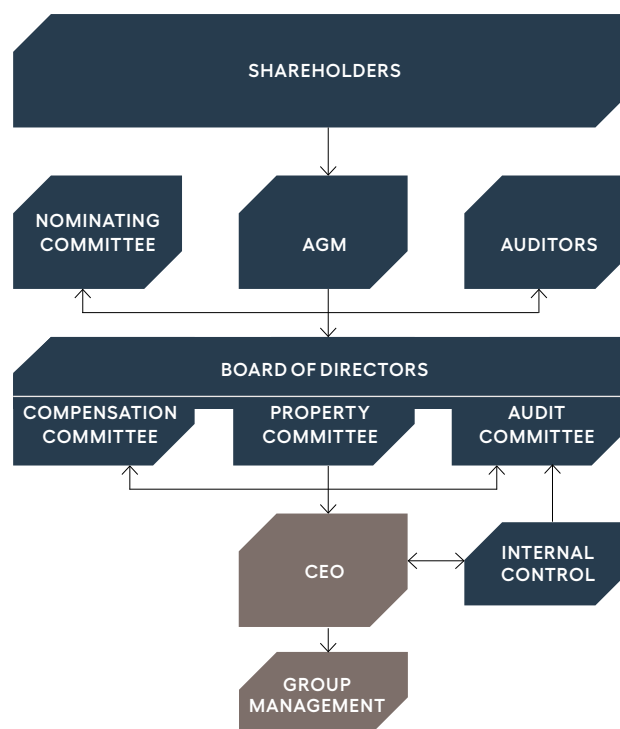 SHAREHOLDERS
NOMINATING
COMMITTEE
AGM
AUDITORS
BOARD OF DIRECTORS
COMPENSATION
COMMITTEE
PROPERTY
COMMITTEE
AUDIT
COMMITTEE
CEO
INTERNAL
CONTROL
GROUP
MANAGEMENT